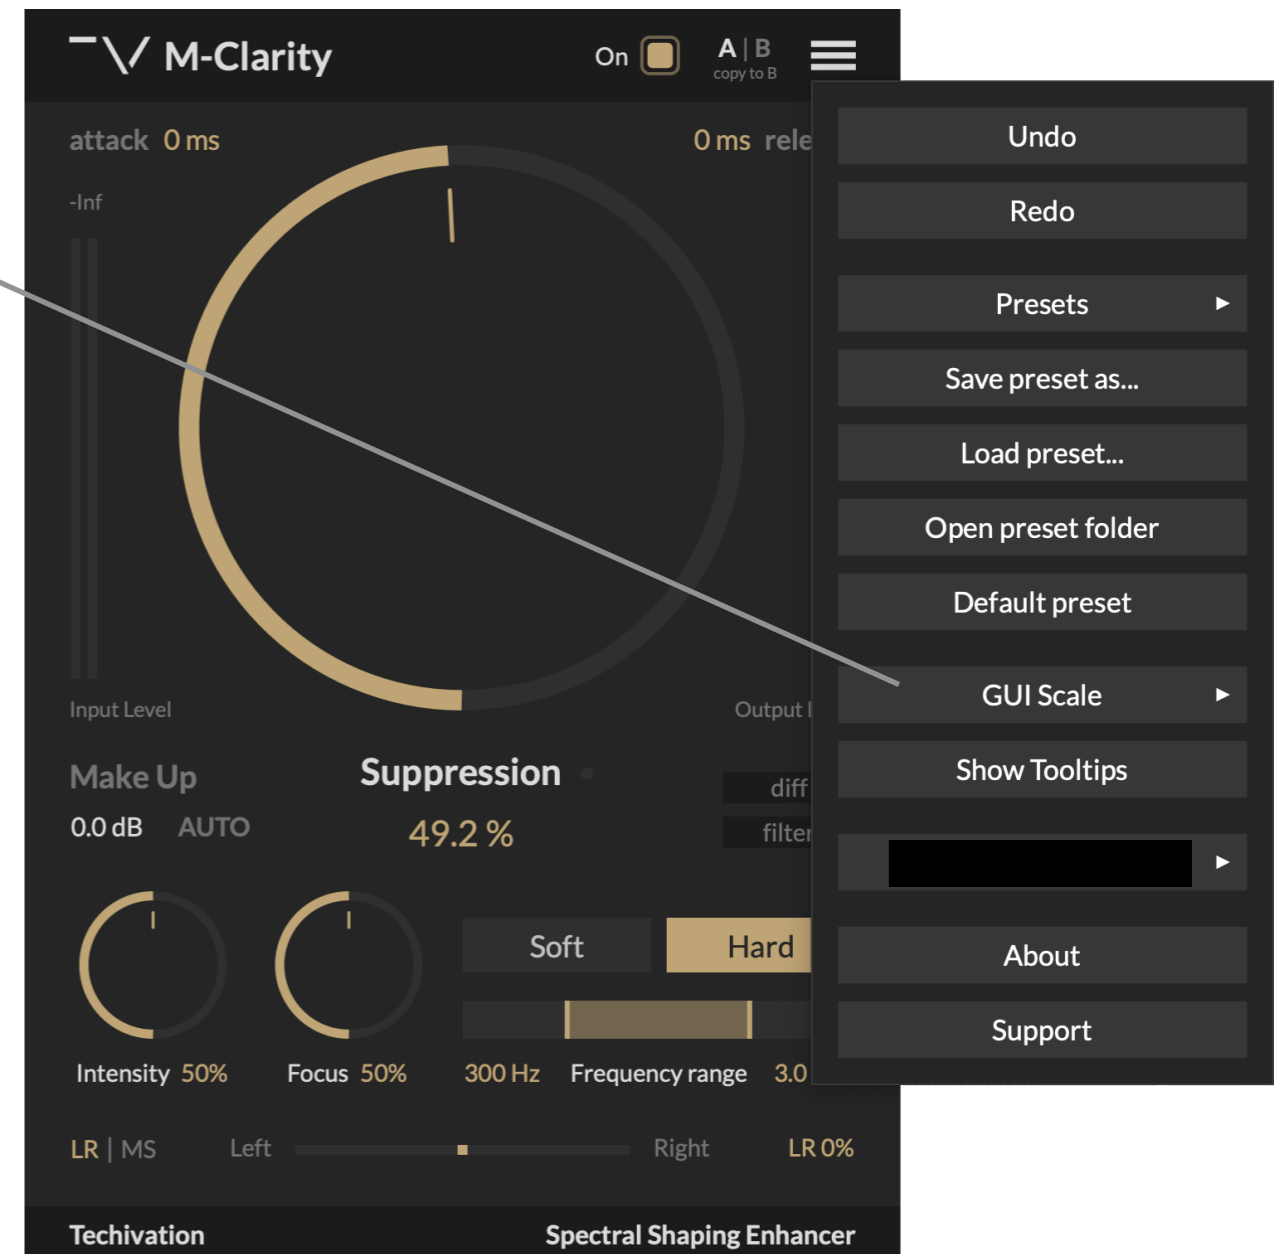 M-Clarity
On
A | B
copy to B
attack 0 ms
0 ms rele
-Inf
Input Level
Output
Make Up
0.0 dB AUTO
Suppression
49.2 %
diff
filter
Soft
Hard
Intensity 50%
Focus 50%
300 Hz Frequency range 3.0
LR | MS
Left
Right
LR 0%
Techivation
Spectral Shaping Enhancer
Undo
Redo
Presets
Save preset as...
Load preset...
Open preset folder
Default preset
GUI Scale
Show Tooltips
About
Support